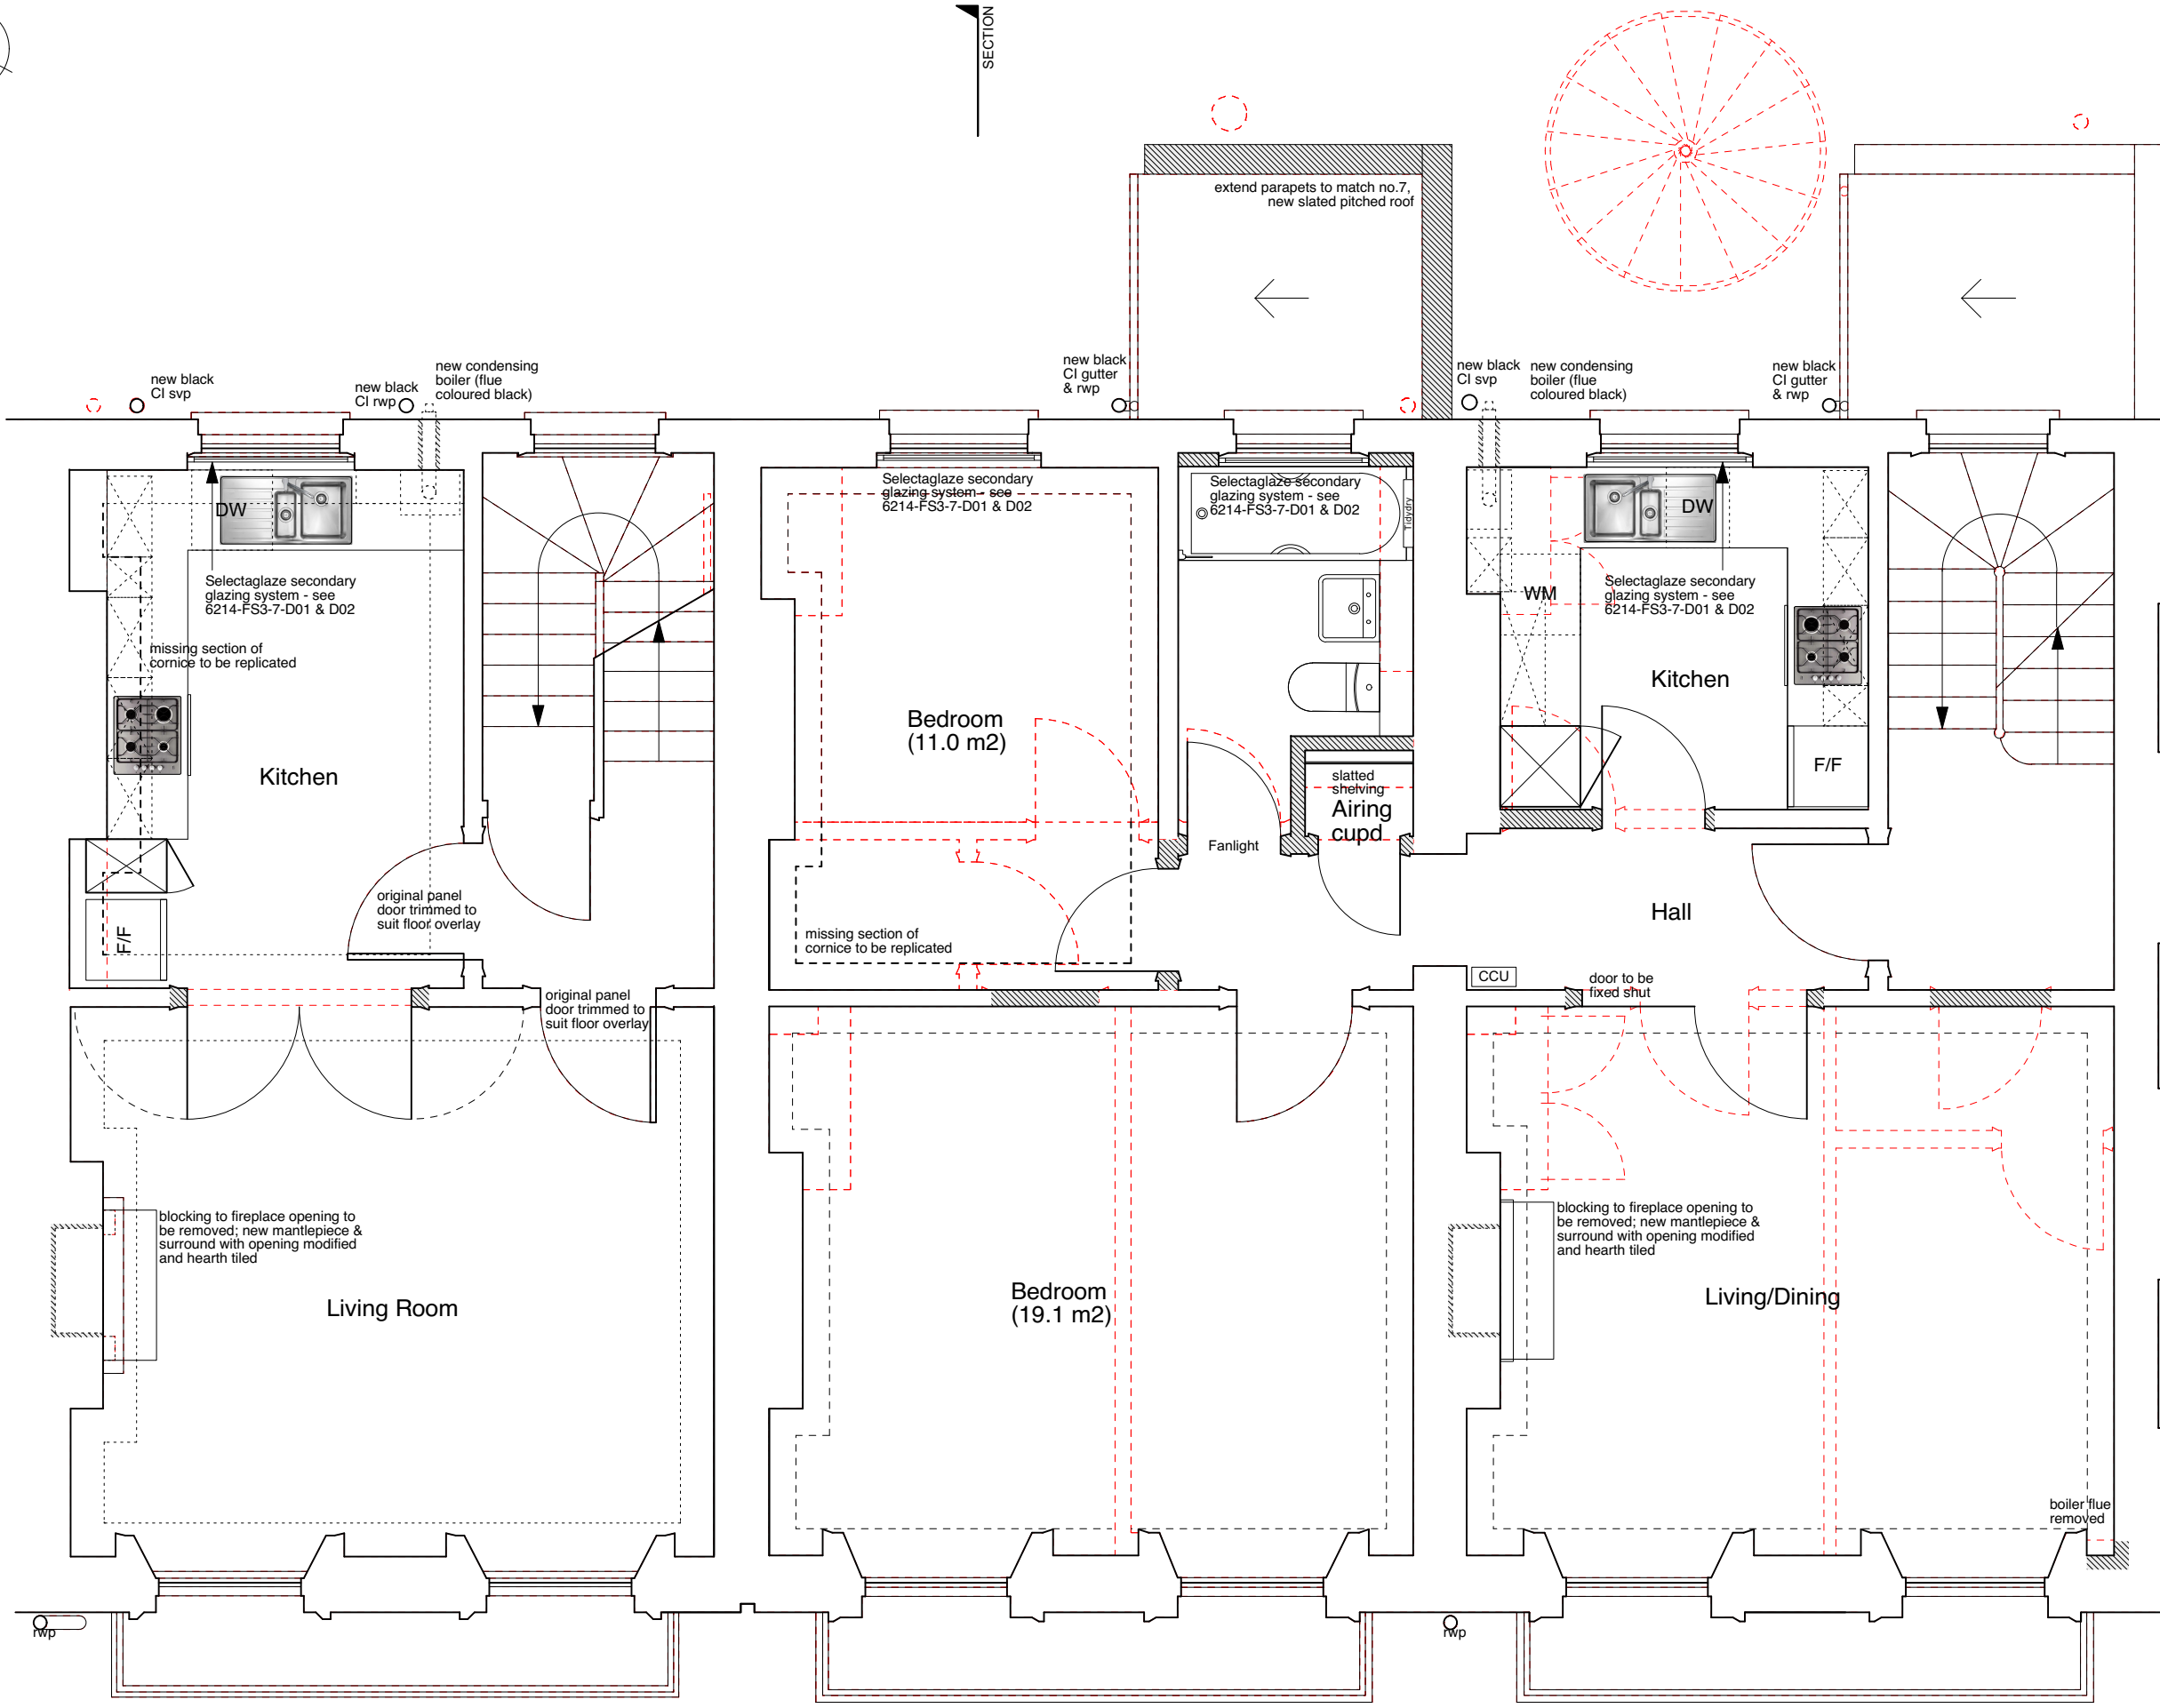 SECTION
extend parapets to match no.7,
new slated pitched roof
new black
CI svp
new black
CI rwp
new condensing
boiler (flue
coloured black)
new black
CI gutter
& rwp
new black
CI svp
new condensing
boiler (flue
coloured black)
new black
CI gutter
& rwp
DW
Selectaglaze secondary
glazing system - see
6214-FS3-7-D01 & D02
Selectaglaze secondary
glazing system - see
6214-FS3-7-D01 & D02
Tidydry
DW
Selectaglaze secondary
glazing system - see
6214-FS3-7-D01 & D02
WM
Selectaglaze secondary
glazing system - see
6214-FS3-7-D01 & D02
missing section of
cornice to be replicated
Kitchen
Bedroom
(11.0 m2)
Kitchen
F/F
slatted
shelving
Airing
cupd
Fanlight
original panel
door trimmed to
suit floor overlay
F/F
missing section of
cornice to be replicated
Hall
CCU
door to be
fixed shut
original panel
door trimmed to
suit floor overlay
blocking to fireplace opening to
be removed; new mantlepiece &
surround with opening modified
and hearth tiled
Living Room
Bedroom
(19.1 m2)
blocking to fireplace opening to
be removed; new mantlepiece &
surround with opening modified
and hearth tiled
Living/Dining
boiler flue
removed
rwp
rwp